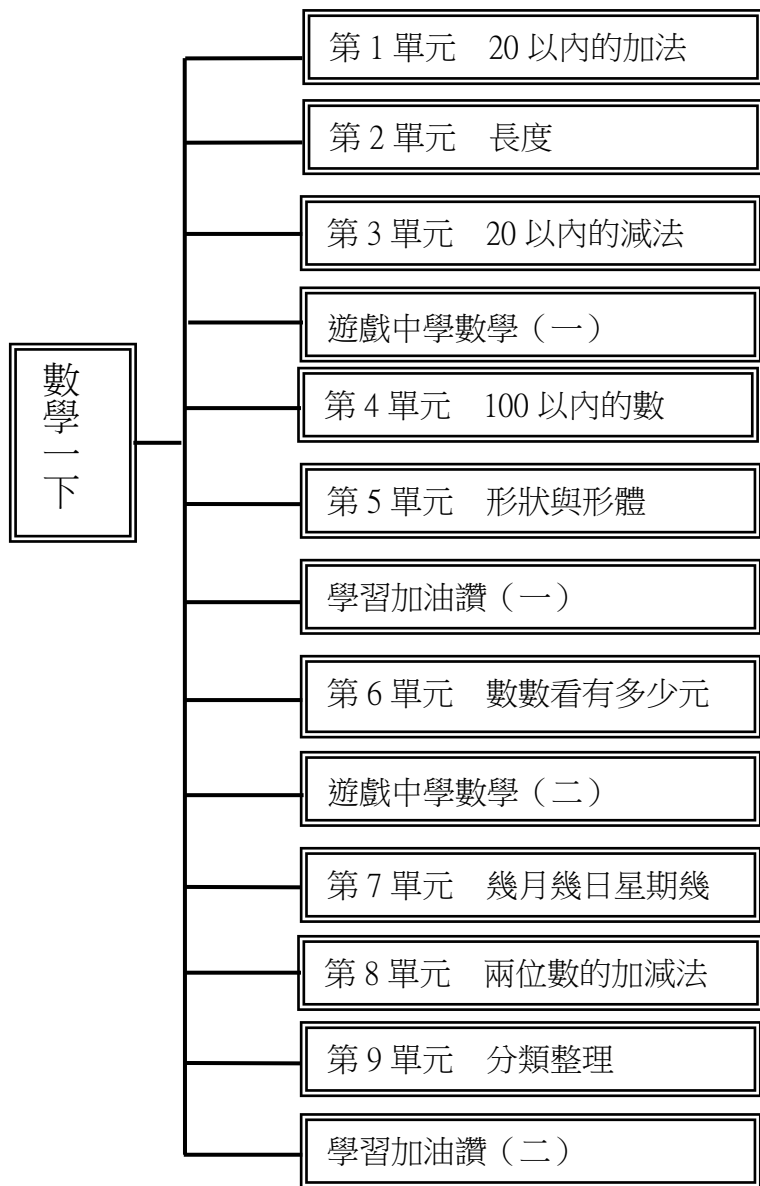 數學一下
第 1 單元　20 以內的加法
第 2 單元　長度
第 3 單元　20 以內的減法
遊戲中學數學（一）
第 4 單元　100 以內的數
第 5 單元　形狀與形體
學習加油讚（一）
第 6 單元　數數看有多少元
遊戲中學數學（二）
第 7 單元　幾月幾日星期幾
第 8 單元　兩位數的加減法
第 9 單元　分類整理
學習加油讚（二）